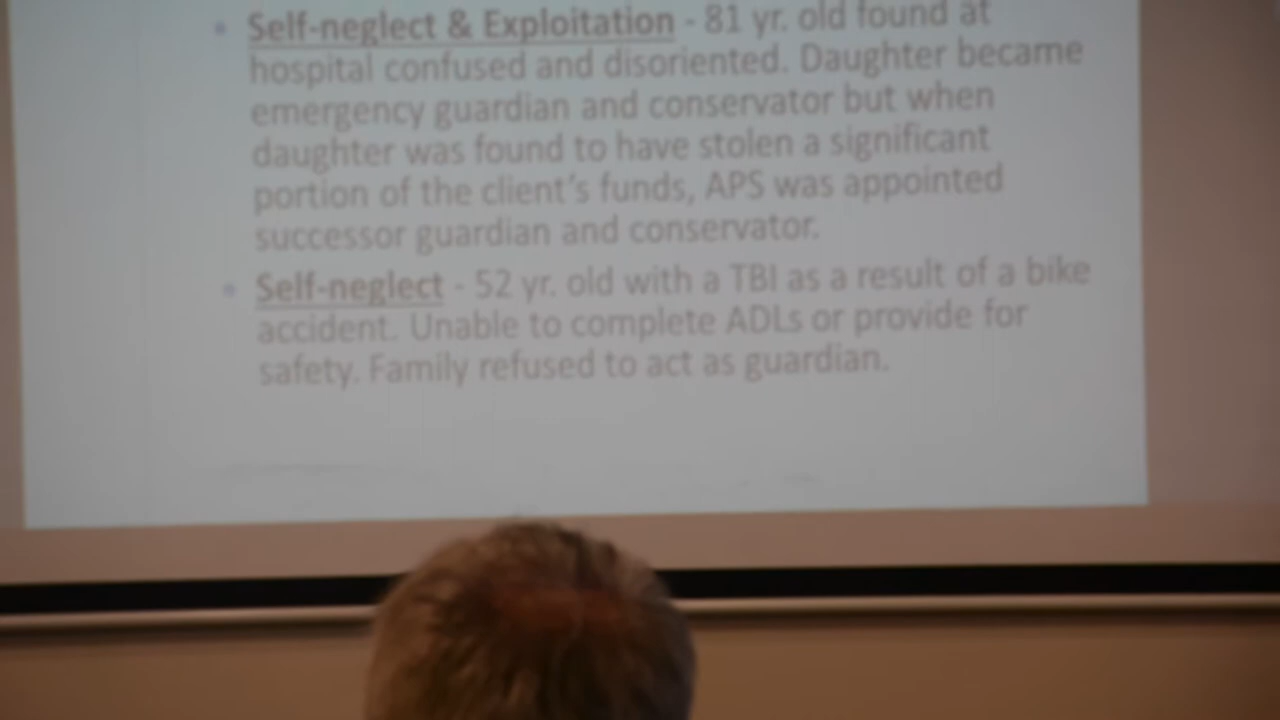 • Self-neglect & Exploitation - 81 yr. old found at
hospital confused and disoriented. Daughter became
emergency guardian and conservator but when
daughter was found to have stolen a significant
portion of the client's funds, APS was appointed
successor guardian and conservator.
• Self-neglect - 52 yr. old with a TBI as a result of a bike
accident. Unable to complete ADLs or provide for
safety. Family refused to act as guardian.